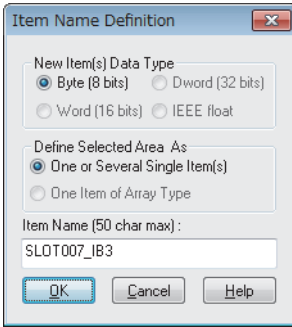 Item Name Definition
New Item(s) Data Type
Byte (8 bits) Dword (32 bits)
Word (16 bits) IEEE float
Define Selected Area As
One or Several Single Item(s)
One Item of Array Type
Item Name (50 char max) :
SLOT007_IB3
OK Cancel Help